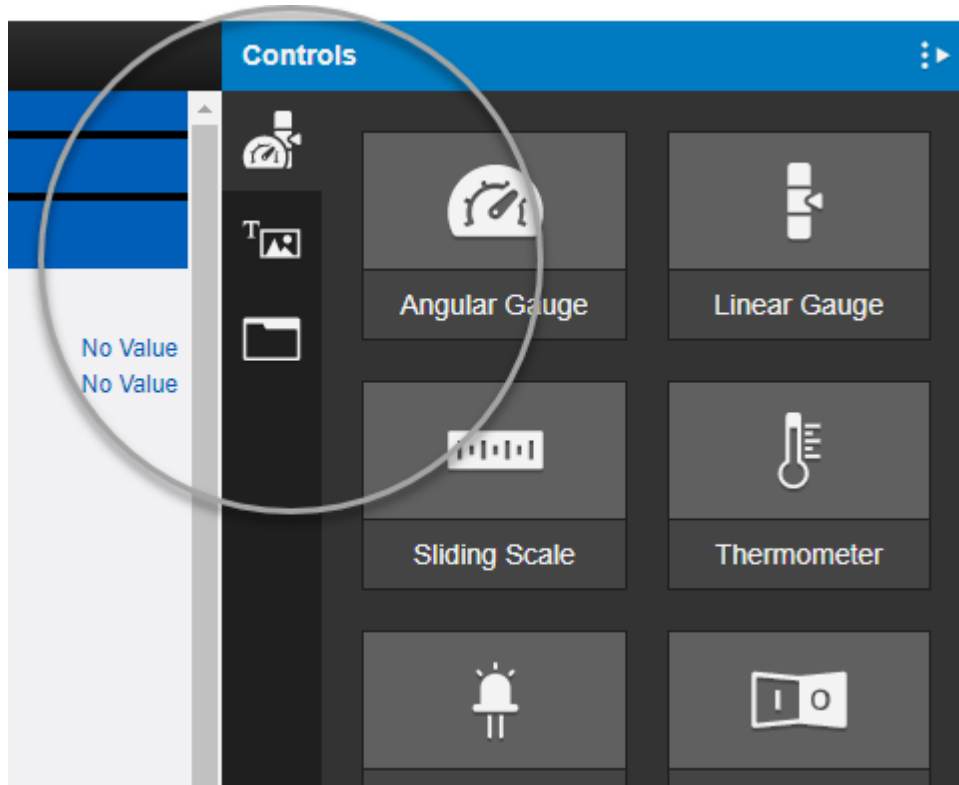 Controls
T
Angular Gauge
Linear Gauge
No Value
No Value
Sliding Scale
Thermometer
I O